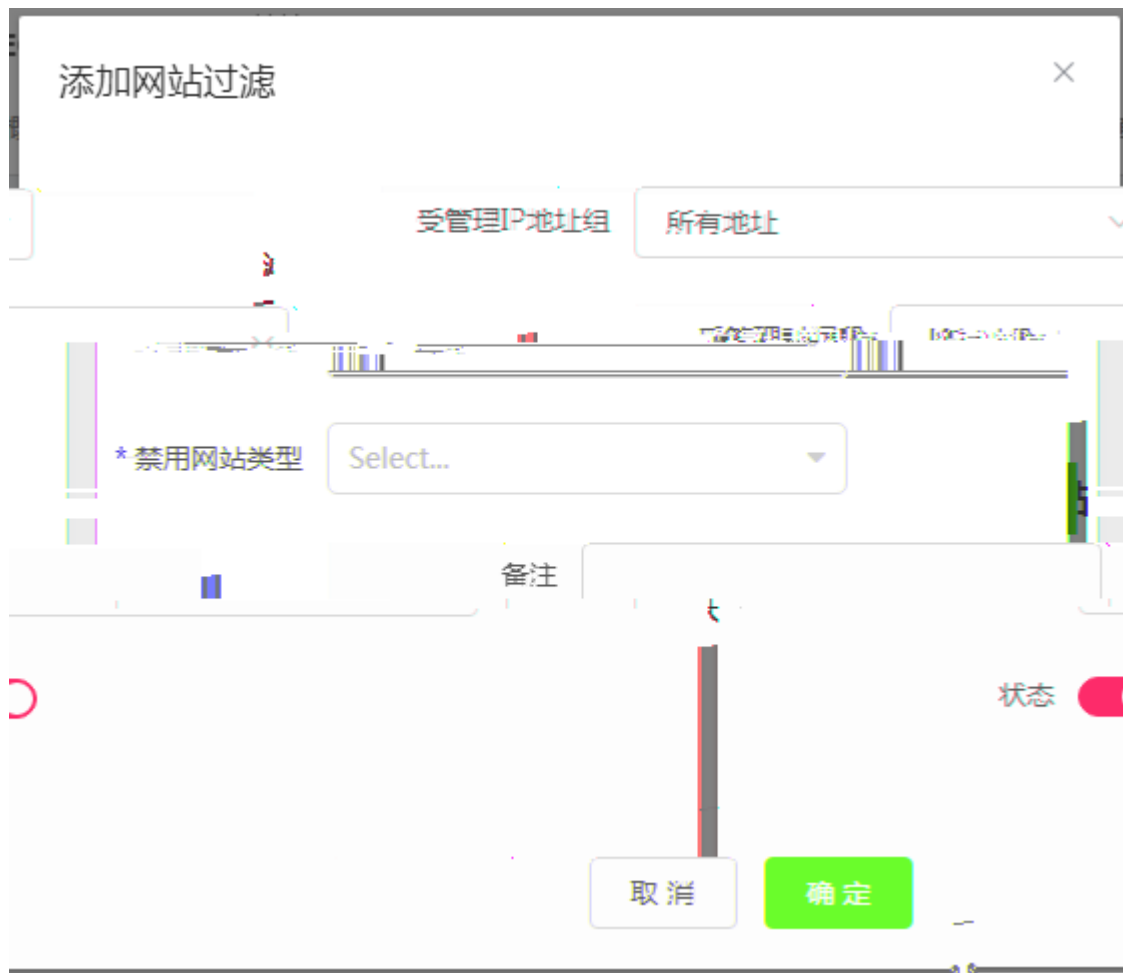 添加网站过滤
受管理IP地址组 所有地址
* 禁用网站类型 Select...
备注
状态
取消 确定